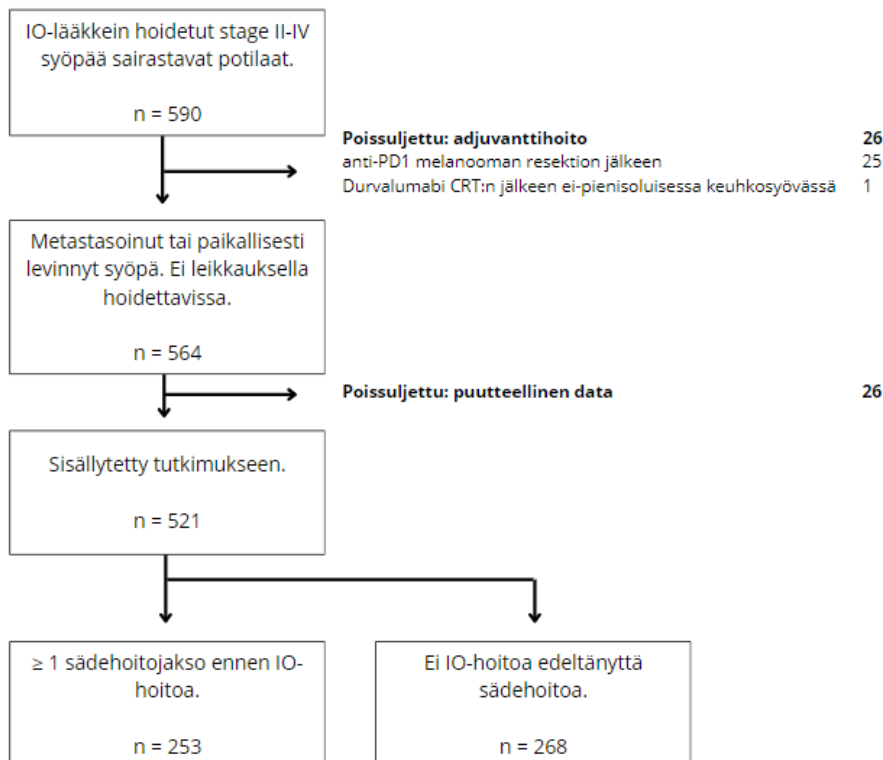 IO-lääkkein hoidetut stage II-IV
syöpää sairastavat potilaat.
n = 590
Poissuljettu: adjuvanttihoito 26
anti-PD1 melanooman resektion jälkeen 25
Durvalumabi CRT:n jälkeen ei-pienisoluisessa keuhkosyövässä 1
Metastasoinut tai paikallisesti
levinnyt syöpä. Ei leikkauksella
hoidettavissa.
n = 564
Poissuljettu: puutteellinen data 26
Sisällytetty tutkimukseen.
n = 521
≥ 1 sädehoitojakso ennen IO-
hoitoa.
n = 253
Ei IO-hoitoa edeltänyttä
sädehoitoa.
n = 268